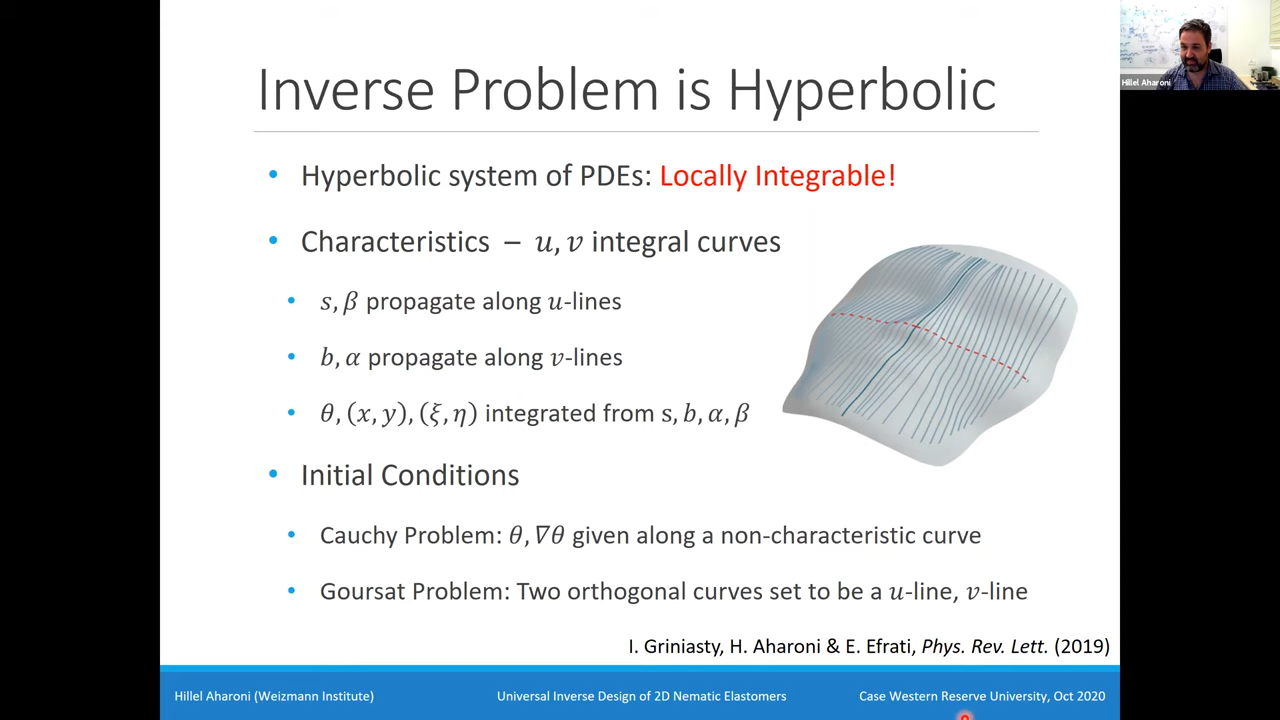 Inverse Problem is Hyperbolic
• Hyperbolic system of PDEs: Locally Integrable!
• Characteristics – u, v integral curves
• s, β propagate along u-lines
• b, α propagate along v-lines
• θ, (x, y), (ξ, η) integrated from s, b, α, β
• Initial Conditions
• Cauchy Problem: θ, ∇θ given along a non-characteristic curve
• Goursat Problem: Two orthogonal curves set to be a u-line, v-line
I. Griniasty, H. Aharoni & E. Efrati, Phys. Rev. Lett. (2019)
Hillel Aharoni (Weizmann Institute)
Universal Inverse Design of 2D Nematic Elastomers
Case Western Reserve University, Oct 2020
Hillel Aharoni